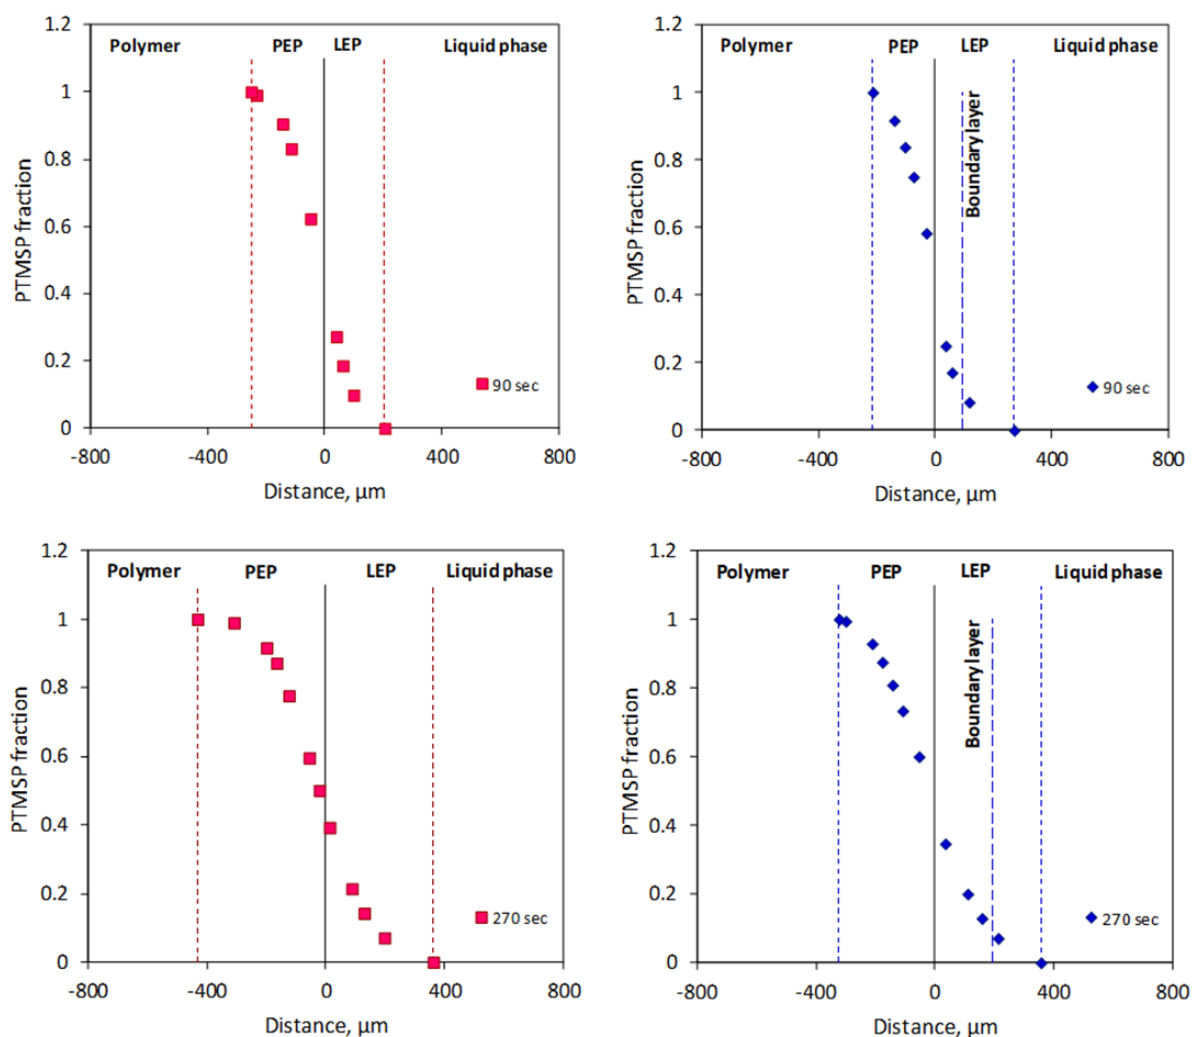 1.2
Polymer PEP LEP Liquid phase
1
0.8
0.6
0.4
0.2
0
PTMSP fraction
90 sec
-800 -400 0 400 800
Distance, μm
1.2
Polymer PEP LEP Liquid phase
1
0.8
0.6
0.4
0.2
0
PTMSP fraction
Boundary layer
90 sec
-800 -400 0 400 800
Distance, μm
1.2
Polymer PEP LEP Liquid phase
1
0.8
0.6
0.4
0.2
0
PTMSP fraction
270 sec
-800 -400 0 400 800
Distance, μm
1.2
Polymer PEP LEP Liquid phase
1
0.8
0.6
0.4
0.2
0
PTMSP fraction
Boundary layer
270 sec
-800 -400 0 400 800
Distance, μm